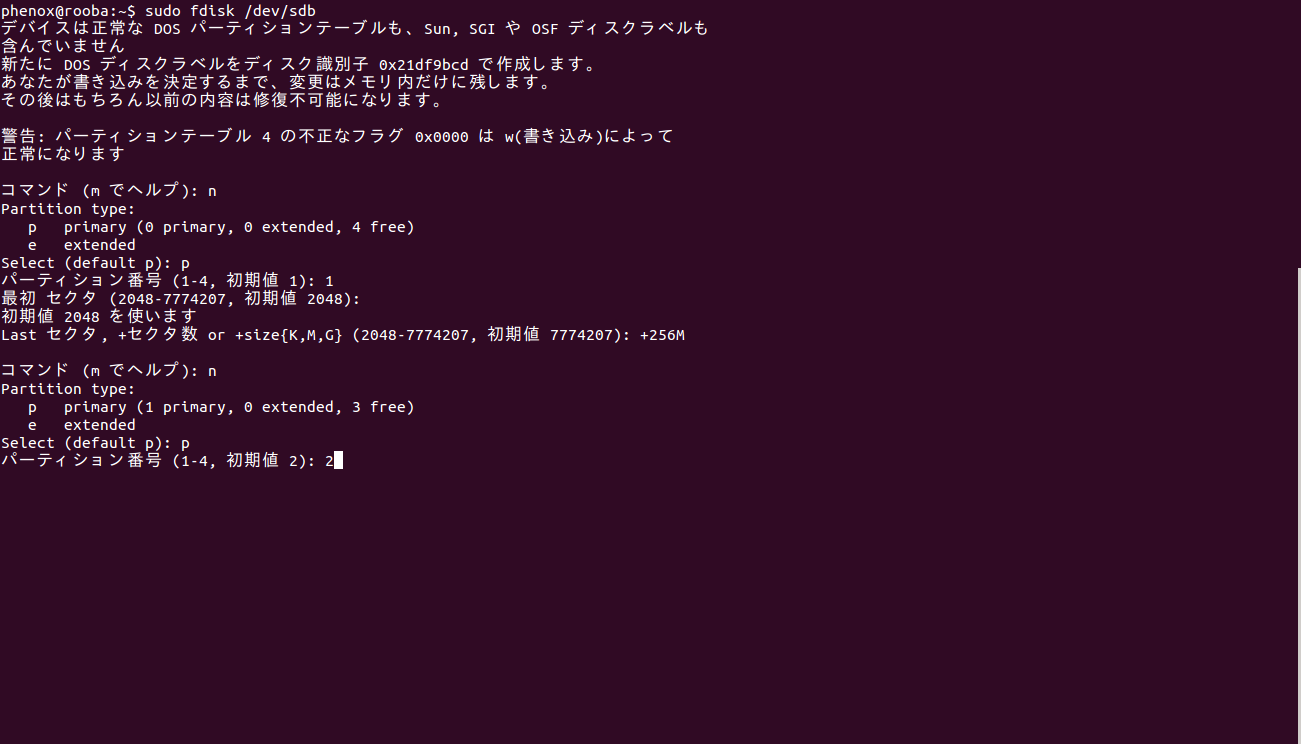 phenox@rooba:~$ sudo fdisk /dev/sdb
デバイスは正常な DOS パーティションテーブルも、Sun, SGI や OSF ディスクラベルも
含んでいません
新たに DOS ディスクラベルをディスク識別子 0x21df9bcd で作成します。
あなたが書き込みを決定するまで、変更はメモリ内だけに残します。
その後はもちろん以前の内容は修復不可能になります。
警告: パーティションテーブル 4 の不正なフラグ 0x0000 は w(書き込み)によって
正常になります
コマンド (m でヘルプ): n
Partition type:
   p   primary (0 primary, 0 extended, 4 free)
   e   extended
Select (default p): p
パーティション番号 (1-4, 初期値 1): 1
最初 セクタ (2048-7774207, 初期値 2048):
初期値 2048 を使います
Last セクタ, +セクタ数 or +size{K,M,G} (2048-7774207, 初期値 7774207): +256M
コマンド (m でヘルプ): n
Partition type:
   p   primary (1 primary, 0 extended, 3 free)
   e   extended
Select (default p): p
パーティション番号 (1-4, 初期値 2): 2